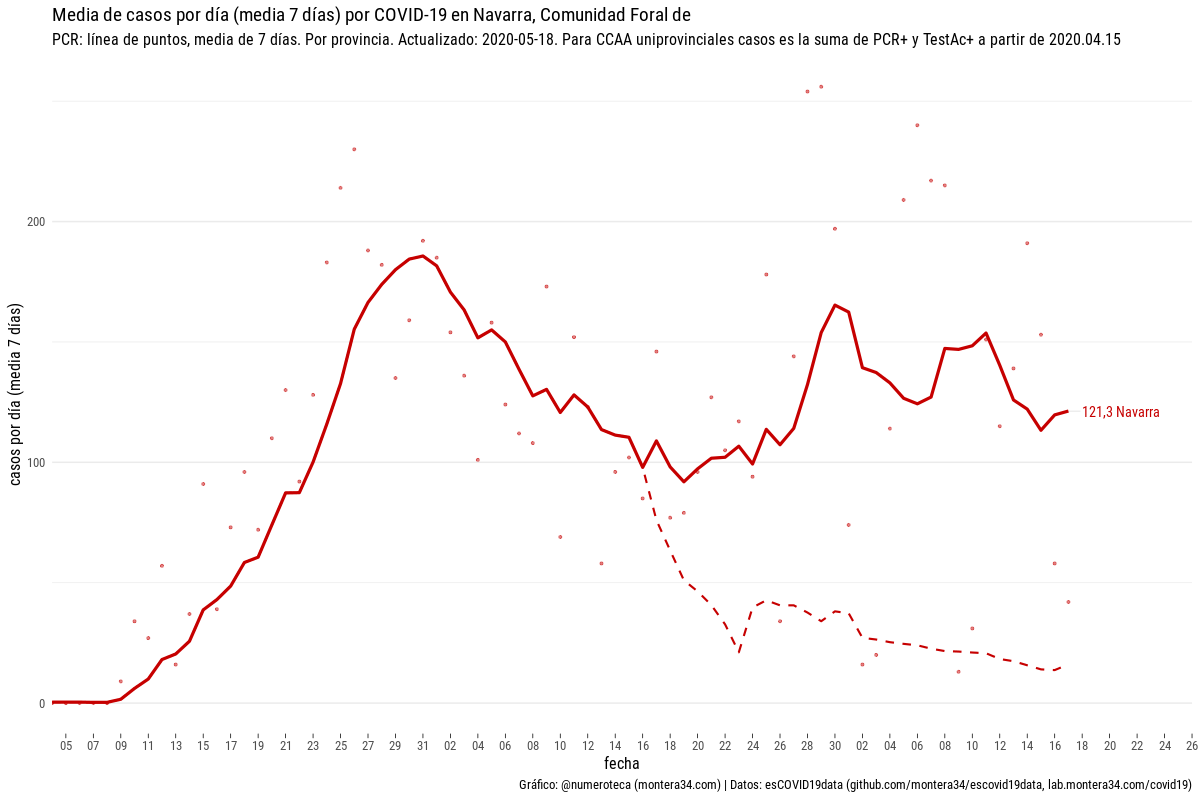 Media de casos por día (media 7 días) por COVID-19 en Navarra, Comunidad Foral de
PCR: línea de puntos, media de 7 días. Por provincia. Actualizado: 2020-05-18. Para CCAA uniprovinciales casos es la suma de PCR+ y TestAc+ a partir de 2020.04.15
casos por día (media 7 días)
200
100
0
121,3 Navarra
05 07 09 11 13 15 17 19 21 23 25 27 29 31 02 04 06 08 10 12 14 16 18 20 22 24 26 28 30 02 04 06 08 10 12 14 16 18 20 22 24 26
fecha
Gráfico: @numeroteca (montera34.com) | Datos: esCOVID19data (github.com/montera34/escovid19data, lab.montera34.com/covid19)